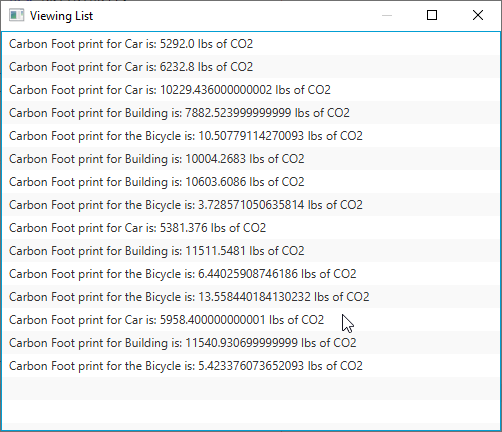 Viewing List
Carbon Foot print for Car is: 5292.0 lbs of CO2
Carbon Foot print for Car is: 6232.8 lbs of CO2
Carbon Foot print for Car is: 10229.436000000002 lbs of CO2
Carbon Foot print for Building is: 7882.523999999999 lbs of CO2
Carbon Foot print for the Bicycle is: 10.50779114270093 lbs of CO2
Carbon Foot print for Building is: 10004.2683 lbs of CO2
Carbon Foot print for Building is: 10603.6086 lbs of CO2
Carbon Foot print for the Bicycle is: 3.728571050635814 lbs of CO2
Carbon Foot print for Car is: 5381.376 lbs of CO2
Carbon Foot print for Building is: 11511.5481 lbs of CO2
Carbon Foot print for the Bicycle is: 6.44025908746186 lbs of CO2
Carbon Foot print for the Bicycle is: 13.558440184130232 lbs of CO2
Carbon Foot print for Car is: 5958.400000000001 lbs of CO2
Carbon Foot print for Building is: 11540.930699999999 lbs of CO2
Carbon Foot print for the Bicycle is: 5.423376073652093 lbs of CO2